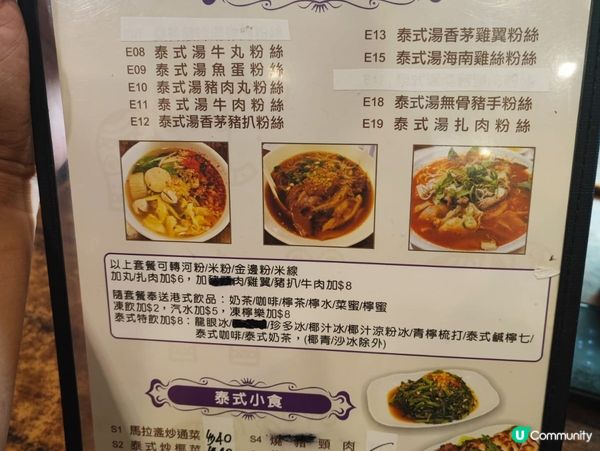 E08 泰式湯牛丸粉絲
E09 泰式湯魚蛋粉絲
E10 泰式湯豬肉丸粉絲
E11 泰式湯牛肉粉絲
E12 泰式湯香茅豬扒粉絲
E13 泰式湯香茅雞翼粉絲
E15 泰式湯海南雞絲粉絲
E18 泰式湯無骨豬手粉絲
E19 泰式湯扎肉粉絲
以上套餐可轉河粉/米粉/金邊粉/米線
加丸/扎肉加$6，加肉/雞翼/豬扒/牛肉加$8
隨套餐奉送港式飲品：奶茶/咖啡/檸茶/檸水/菜蜜/檸蜜
凍飲加$2，汽水加$5，凍檸樂加$8
泰式特飲加$8：龍眼冰/珍多冰/椰汁冰/椰汁涼粉冰/青檸梳打/泰式鹹檸七/
泰式咖啡/泰式奶茶，(椰青/沙冰除外)
泰式小食
S1 馬拉盞炒通菜 $40
S2 泰式炒椰菜
S4 燒豬頸肉
U Community